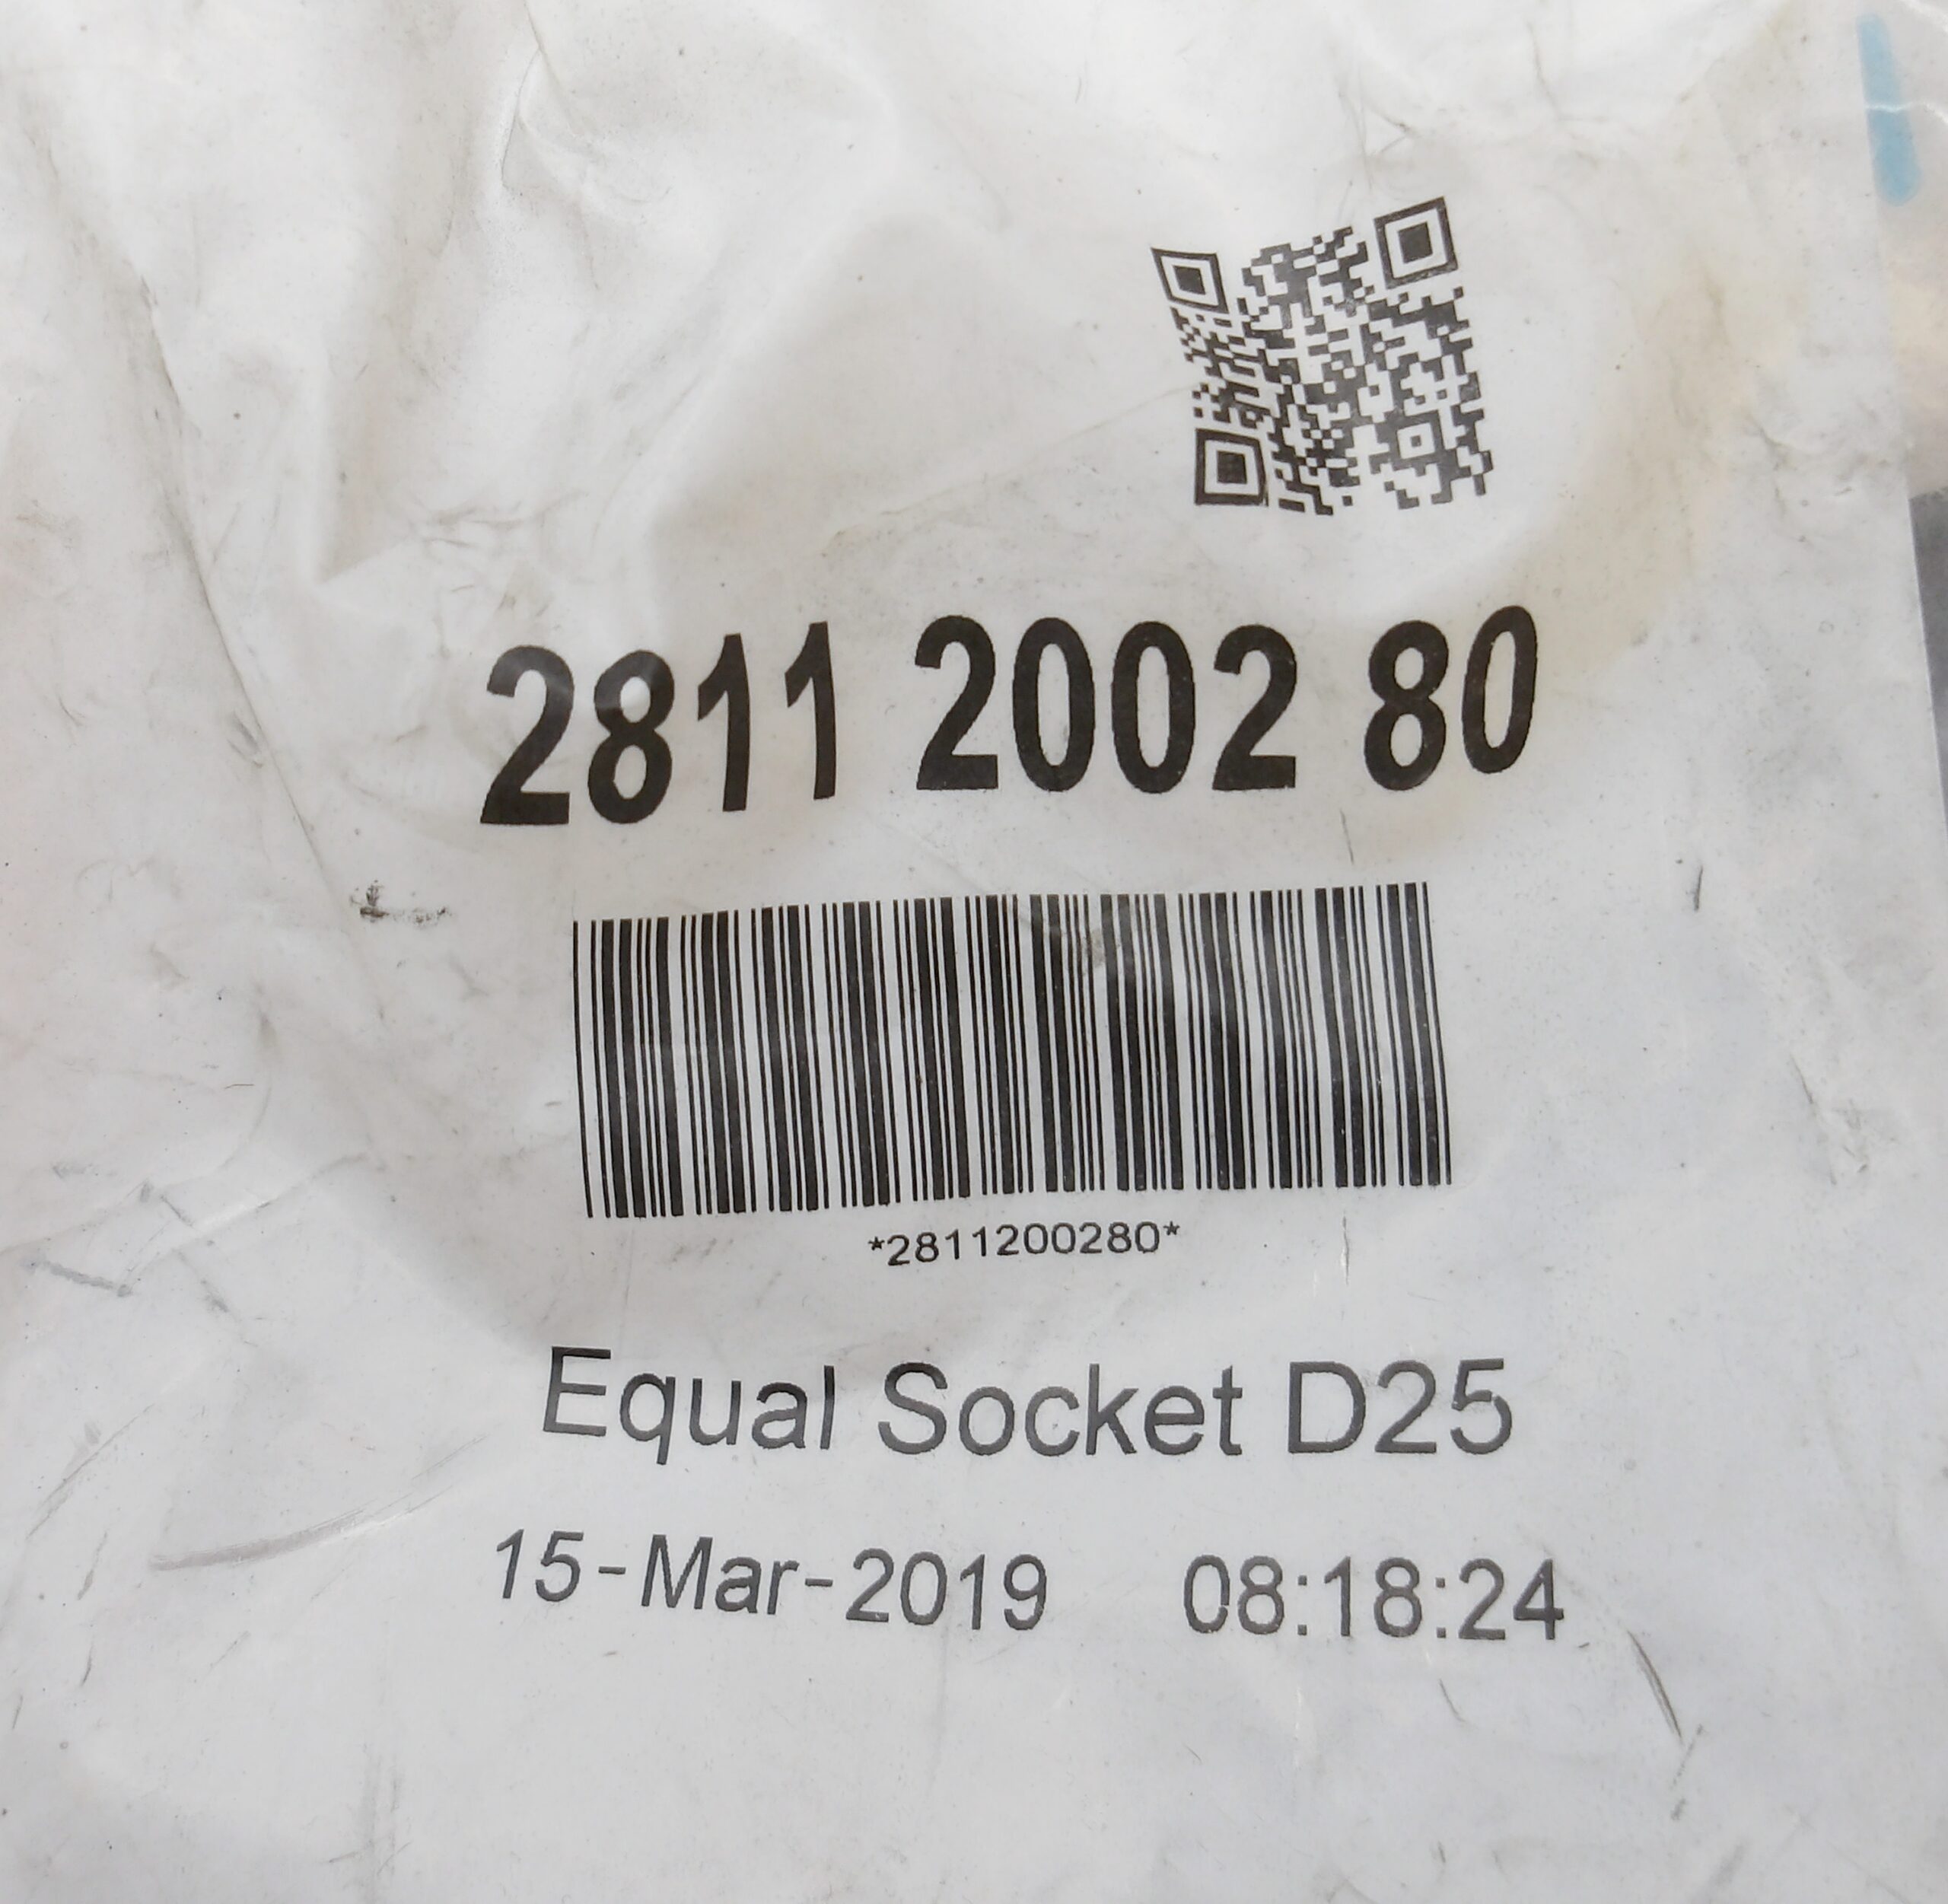 2811 2002 80
*2811200280*
Equal Socket D25
15-Mar-2019 08:18:24